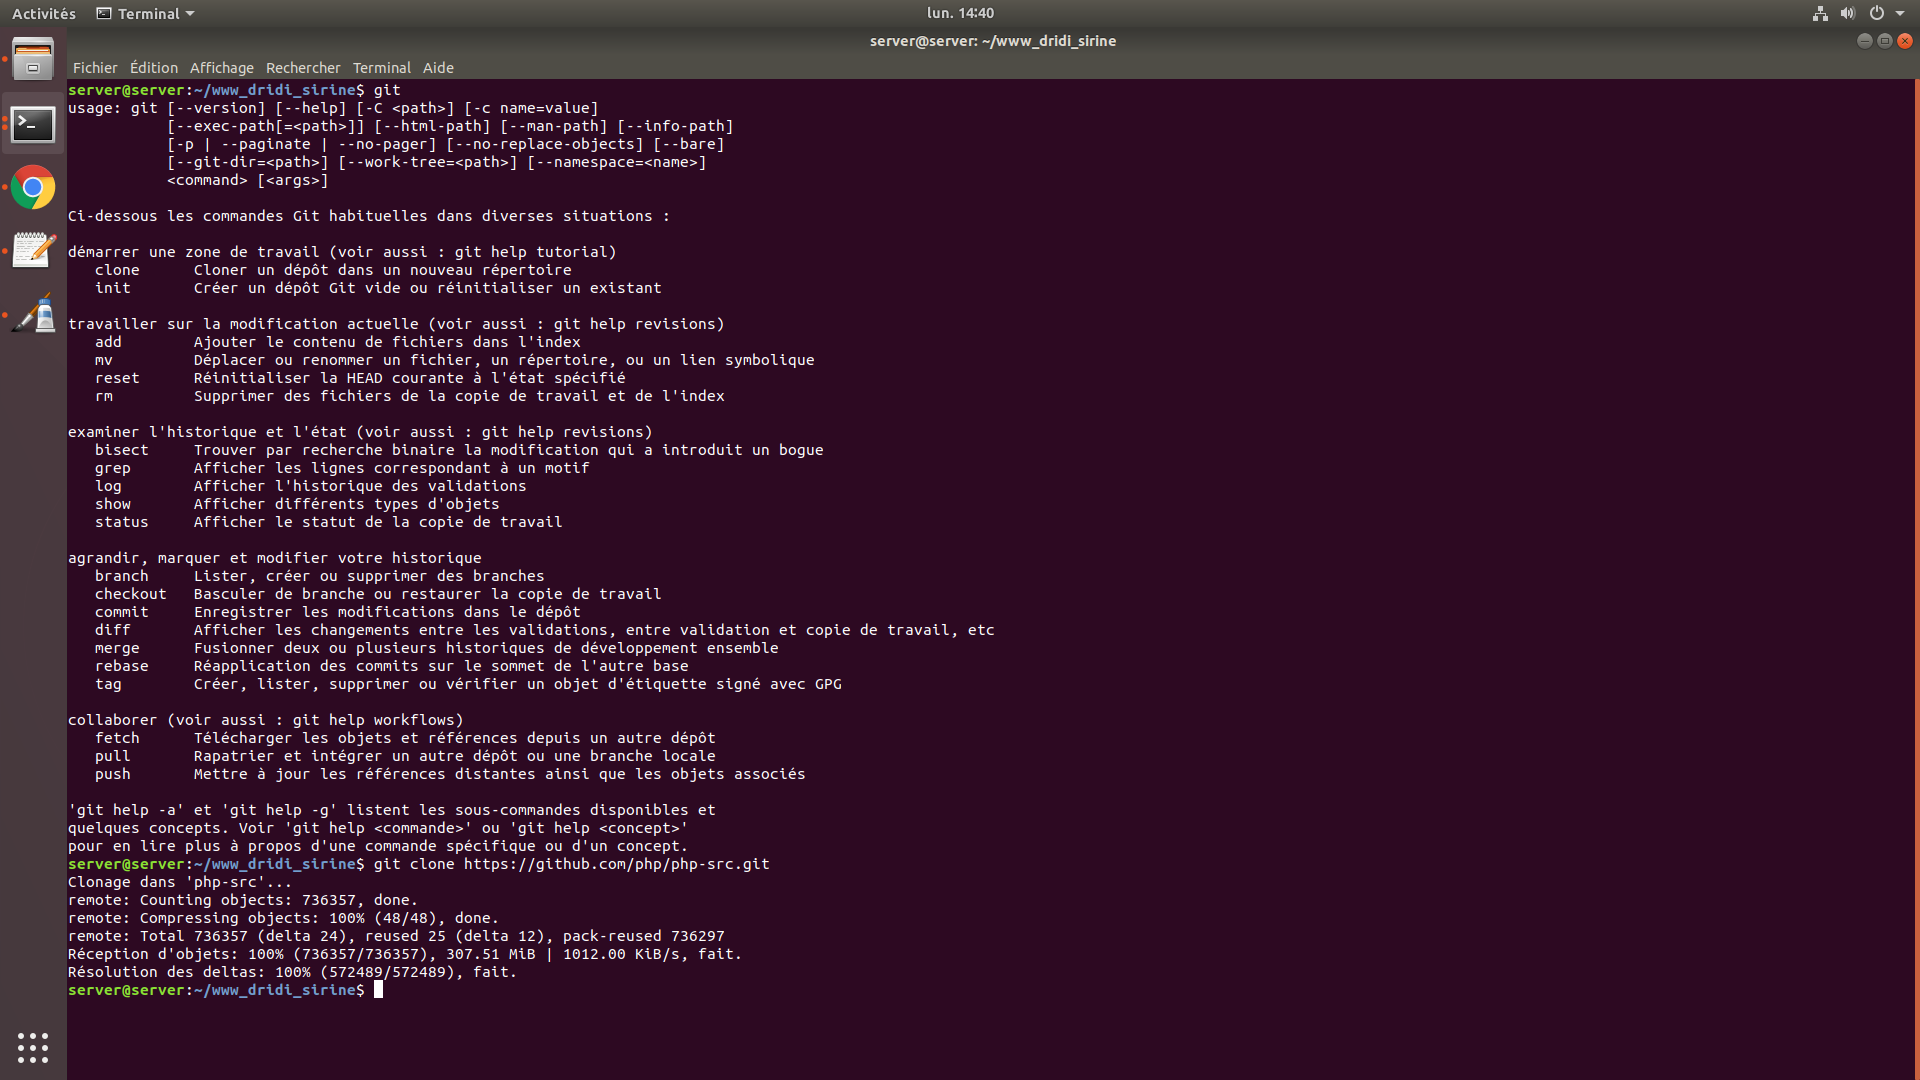 Activités Terminal lun. 14:40
server@server: ~/www_dridi_sirine
Fichier Édition Affichage Rechercher Terminal Aide
server@server:~/www_dridi_sirine$ git
usage: git [--version] [--help] [-C <path>] [-c name=value]
           [--exec-path[=<path>]] [--html-path] [--man-path] [--info-path]
           [-p | --paginate | --no-pager] [--no-replace-objects] [--bare]
           [--git-dir=<path>] [--work-tree=<path>] [--namespace=<name>]
           <command> [<args>]
Ci-dessous les commandes Git habituelles dans diverses situations :
démarrer une zone de travail (voir aussi : git help tutorial)
   clone      Cloner un dépôt dans un nouveau répertoire
   init       Créer un dépôt Git vide ou réinitialiser un existant
travailler sur la modification actuelle (voir aussi : git help revisions)
   add        Ajouter le contenu de fichiers dans l'index
   mv         Déplacer ou renommer un fichier, un répertoire, ou un lien symbolique
   reset      Réinitialiser la HEAD courante à l'état spécifié
   rm         Supprimer des fichiers de la copie de travail et de l'index
examiner l'historique et l'état (voir aussi : git help revisions)
   bisect     Trouver par recherche binaire la modification qui a introduit un bogue
   grep       Afficher les lignes correspondant à un motif
   log        Afficher l'historique des validations
   show       Afficher différents types d'objets
   status     Afficher le statut de la copie de travail
agrandir, marquer et modifier votre historique
   branch     Lister, créer ou supprimer des branches
   checkout   Basculer de branche ou restaurer la copie de travail
   commit     Enregistrer les modifications dans le dépôt
   diff       Afficher les changements entre les validations, entre validation et copie de travail, etc
   merge      Fusionner deux ou plusieurs historiques de développement ensemble
   rebase     Réapplication des commits sur le sommet de l'autre base
   tag        Créer, lister, supprimer ou vérifier un objet d'étiquette signé avec GPG
collaborer (voir aussi : git help workflows)
   fetch      Télécharger les objets et références depuis un autre dépôt
   pull       Rapatrier et intégrer un autre dépôt ou une branche locale
   push       Mettre à jour les références distantes ainsi que les objets associés
'git help -a' et 'git help -g' listent les sous-commandes disponibles et
quelques concepts. Voir 'git help <commande>' ou 'git help <concept>'
pour en lire plus à propos d'une commande spécifique ou d'un concept.
server@server:~/www_dridi_sirine$ git clone https://github.com/php/php-src.git
Clonage dans 'php-src'...
remote: Counting objects: 736357, done.
remote: Compressing objects: 100% (48/48), done.
remote: Total 736357 (delta 24), reused 25 (delta 12), pack-reused 736297
Réception d'objets: 100% (736357/736357), 307.51 MiB | 1012.00 KiB/s, fait.
Résolution des deltas: 100% (572489/572489), fait.
server@server:~/www_dridi_sirine$